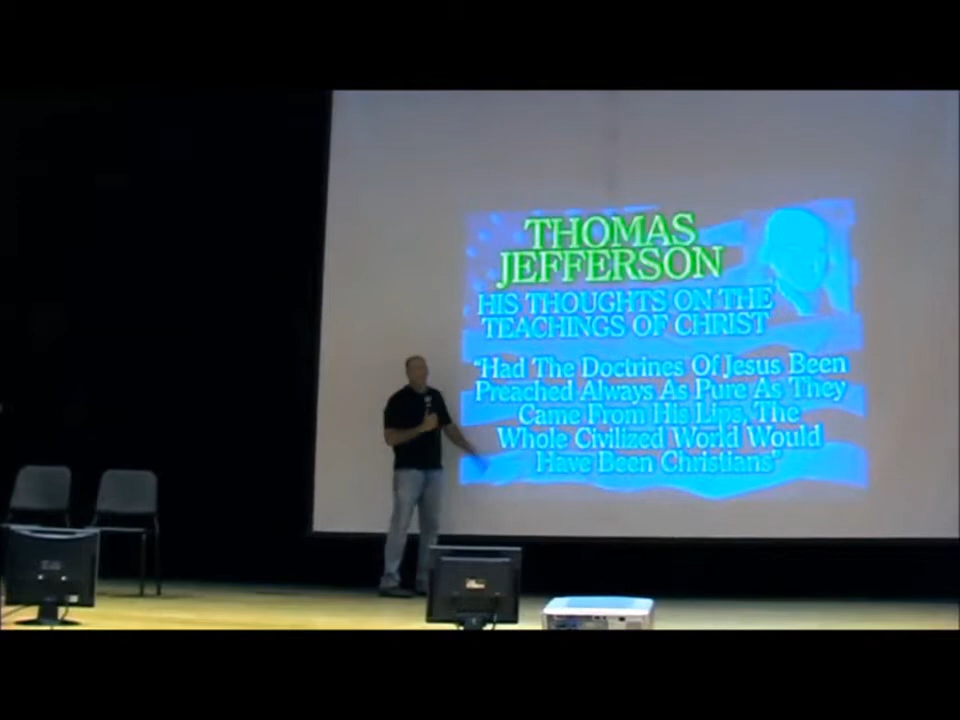 THOMAS
JEFFERSON
HIS THOUGHTS ON THE
TEACHINGS OF CHRIST
"Had The Doctrines Of Jesus Been
Preached Always As Pure As They
Came From His Lips, The
Whole Civilized World Would
Have Been Christians"